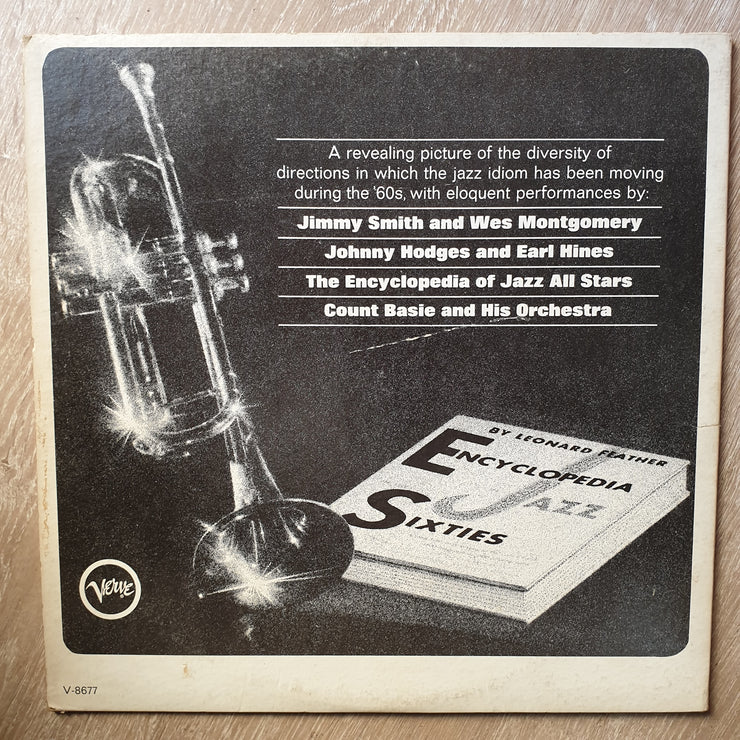 A revealing picture of the diversity of
directions in which the jazz idiom has been moving
during the '60s, with eloquent performances by:
Jimmy Smith and Wes Montgomery
Johnny Hodges and Earl Hines
The Encyclopedia of Jazz All Stars
Count Basie and His Orchestra
BY LEONARD FEATHER
ENCYCLOPEDIA
JAZZ
SIXTIES
Verve
V-8677